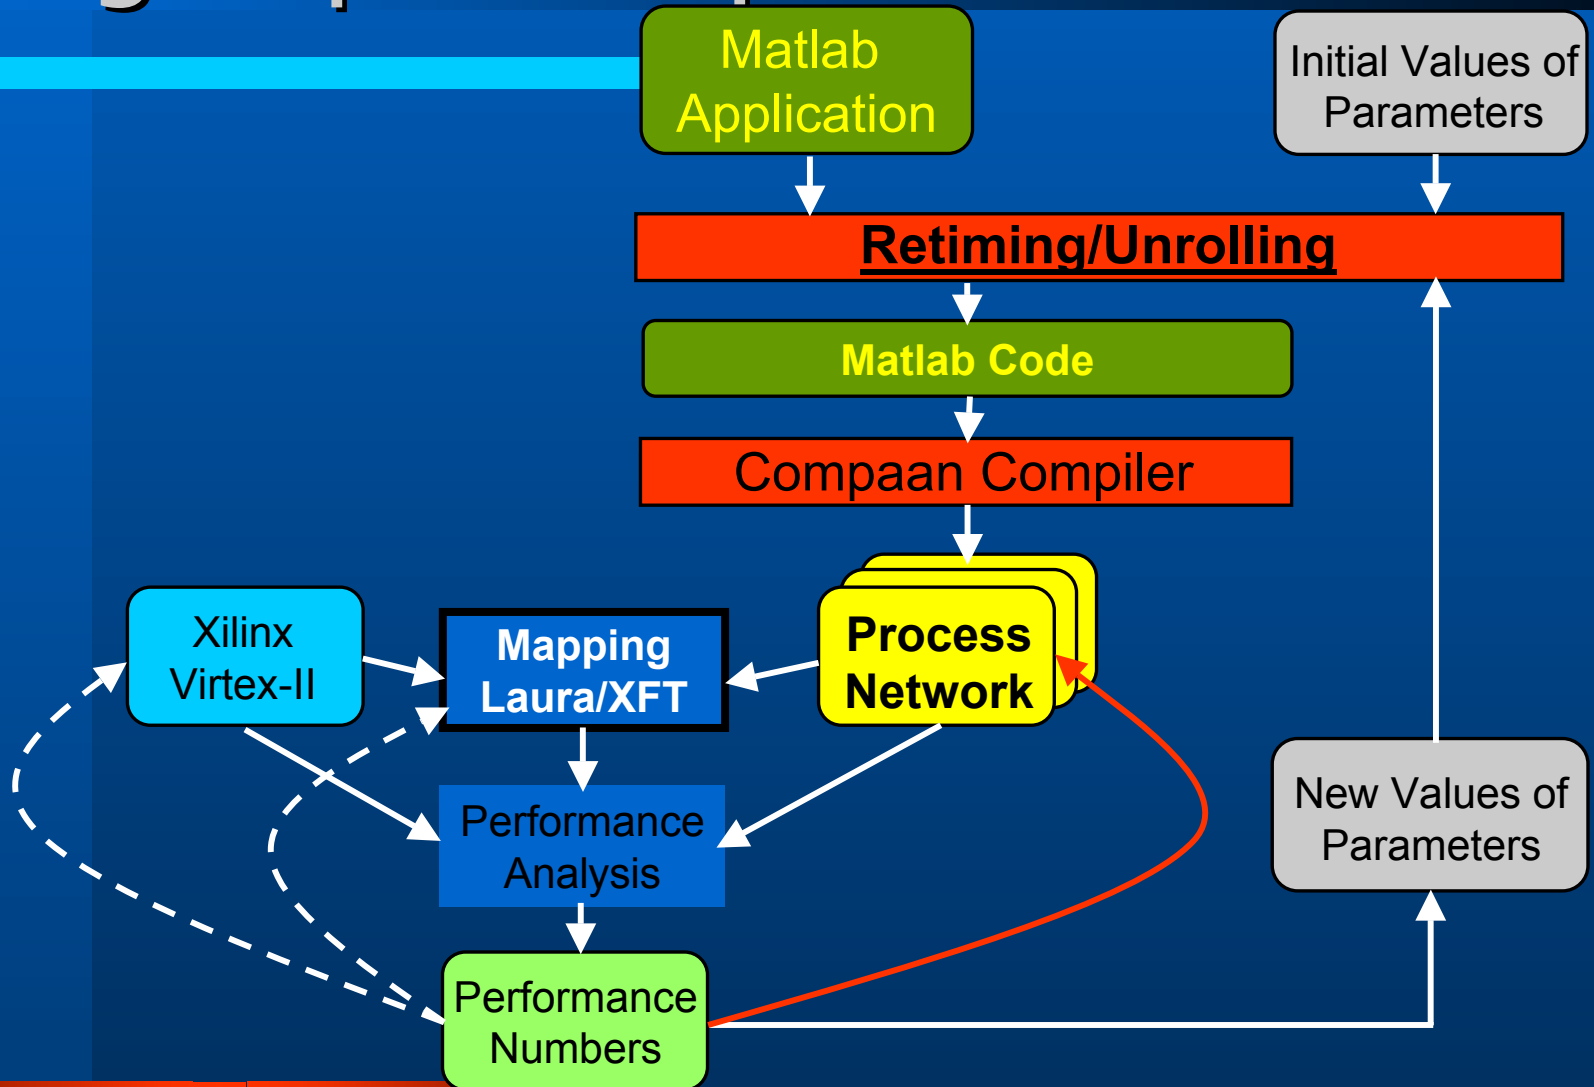 Matlab
Application
Initial Values of
Parameters
Retiming/Unrolling
Matlab Code
Compaan Compiler
Xilinx
Virtex-II
Mapping
Laura/XFT
Process
Network
Performance
Analysis
New Values of
Parameters
Performance
Numbers